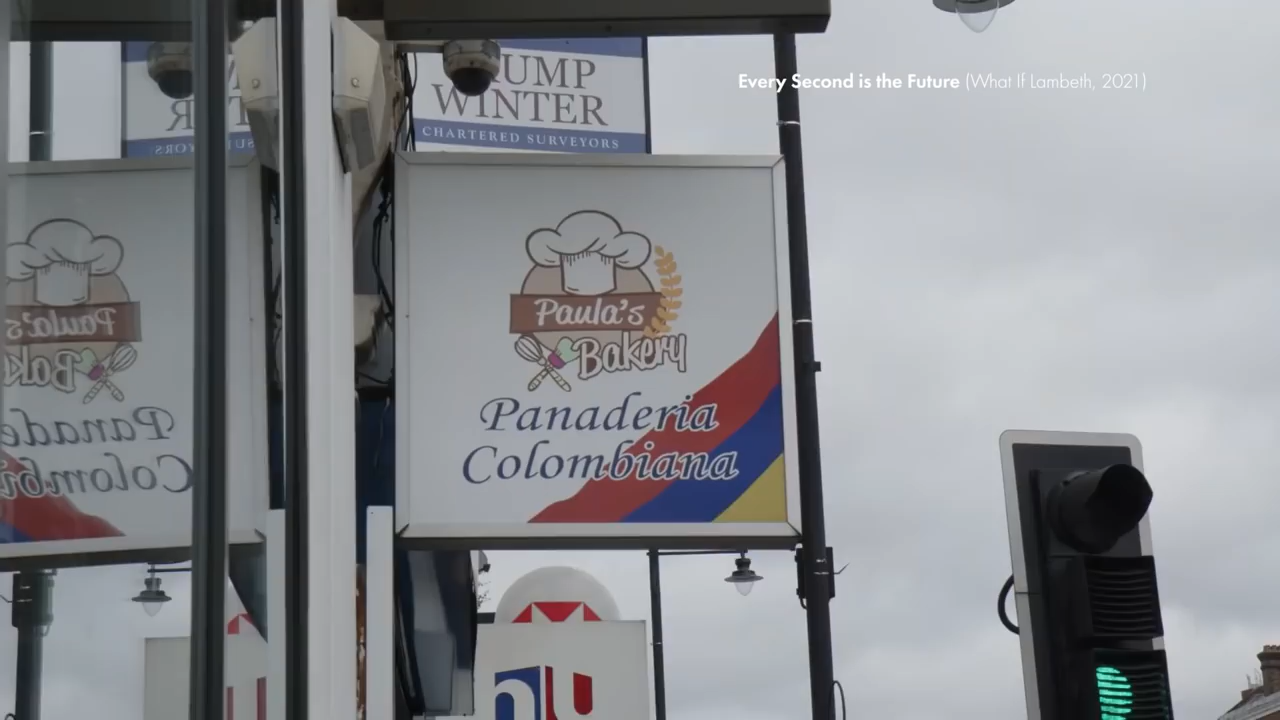 Every Second is the Future (What If Lambeth, 2021)
WINTER
CHARTERED SURVEYORS
Paula's
Bakery
Panaderia
Colombiana